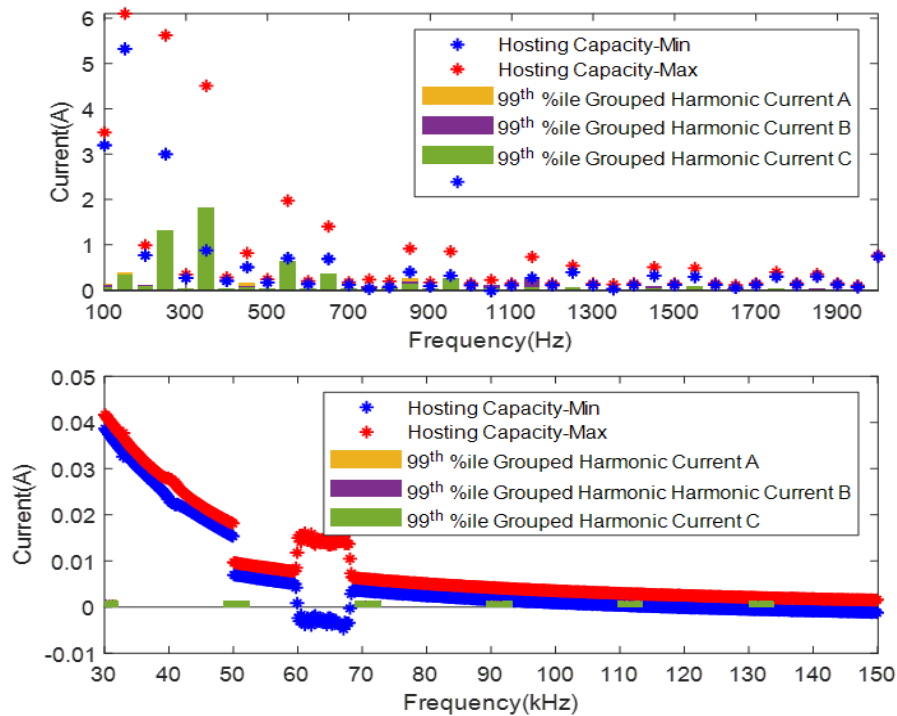 6
5
4
3
2
1
0
Current(A)
Hosting Capacity-Min
Hosting Capacity-Max
99th %ile Grouped Harmonic Current A
99th %ile Grouped Harmonic Current B
99th %ile Grouped Harmonic Current C
100 300 500 700 900 1100 1300 1500 1700 1900
Frequency(Hz)
0.05
0.04
0.03
0.02
0.01
0
-0.01
Current(A)
Hosting Capacity-Min
Hosting Capacity-Max
99th %ile Grouped Harmonic Current A
99th %ile Grouped Harmonic Harmonic Current B
99th %ile Grouped Harmonic Current C
30 40 50 60 70 80 90 100 110 120 130 140 150
Frequency(kHz)